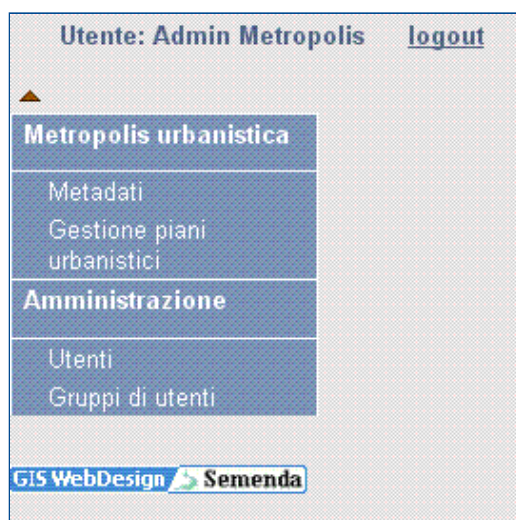 Utente: Admin Metropolis logout
Metropolis urbanistica
Metadati
Gestione piani
urbanistici
Amministrazione
Utenti
Gruppi di utenti
GIS WebDesign Semenda